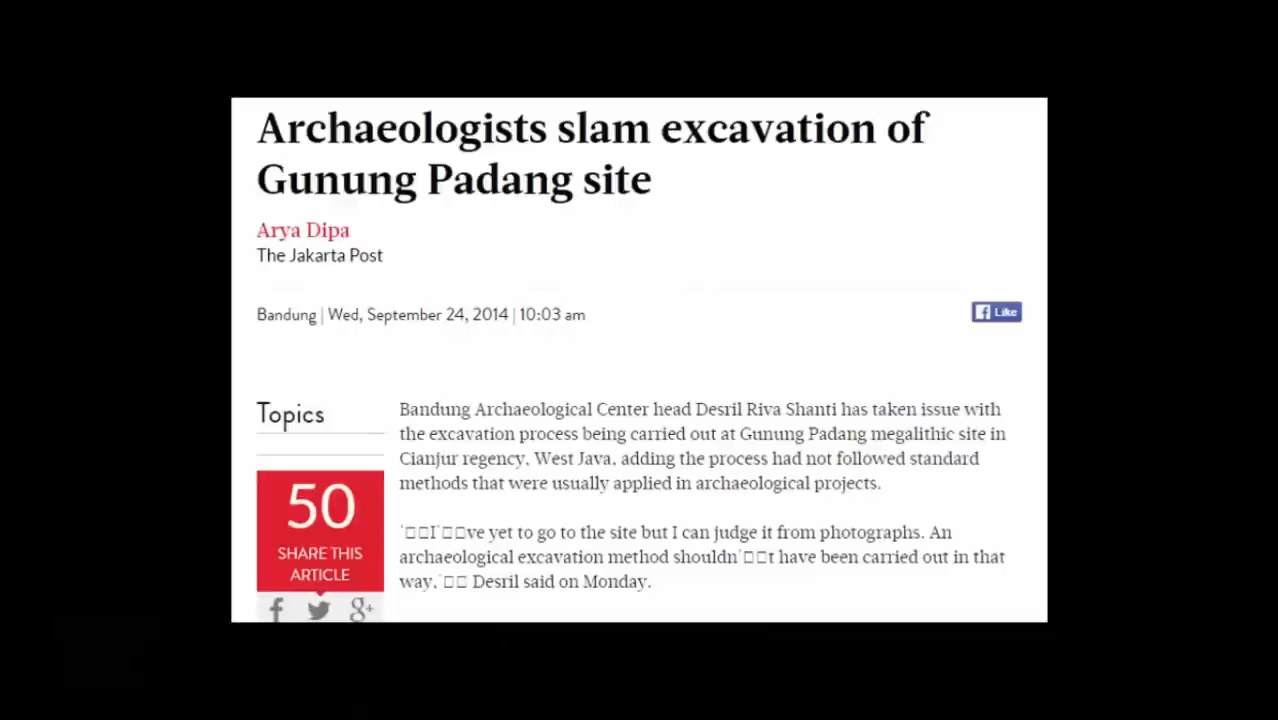 Archaeologists slam excavation of
Gunung Padang site
Arya Dipa
The Jakarta Post
Bandung | Wed, September 24, 2014 | 10:03 am
Like
Topics
50
SHARE THIS
ARTICLE
Bandung Archaeological Center head Desril Riva Shanti has taken issue with
the excavation process being carried out at Gunung Padang megalithic site in
Cianjur regency, West Java, adding the process had not followed standard
methods that were usually applied in archaeological projects.
'□□I'□□ve yet to go to the site but I can judge it from photographs. An
archaeological excavation method shouldn'□□t have been carried out in that
way,'□□ Desril said on Monday.